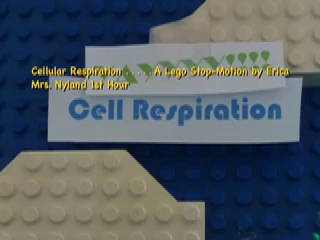 Cellular Respiration . . . . . A Lego Stop-Motion by Erica
Mrs. Nyland 1st Hour
Cell Respiration